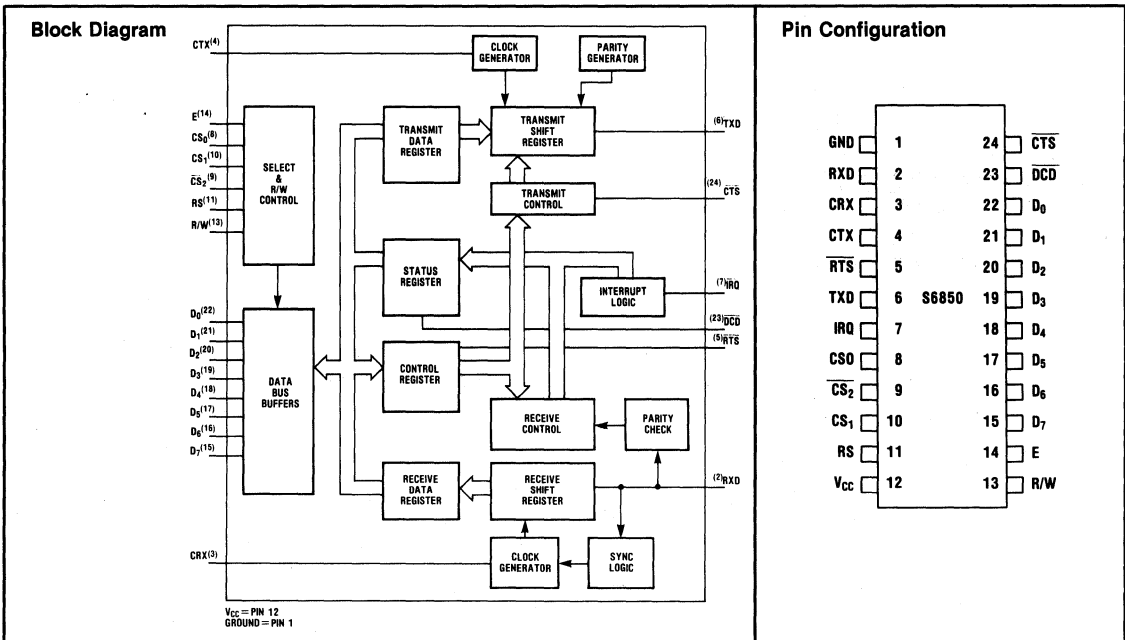 Block Diagram
CTX(4)
CLOCK
GENERATOR
PARITY
GENERATOR
E(14)
CS0(8)
CS1(10)
C̅S̅2(9)
RS(11)
R/W(13)
SELECT
&
R/W
CONTROL
TRANSMIT
DATA
REGISTER
TRANSMIT
SHIFT
REGISTER
(6)TXD
TRANSMIT
CONTROL
(24)C̅T̅S̅
STATUS
REGISTER
INTERRUPT
LOGIC
(7)I̅R̅Q̅
(23)D̅C̅D̅
(5)R̅T̅S̅
D0(22)
D1(21)
D2(20)
D3(19)
D4(18)
D5(17)
D6(16)
D7(15)
DATA
BUS
BUFFERS
CONTROL
REGISTER
RECEIVE
CONTROL
PARITY
CHECK
RECEIVE
DATA
REGISTER
RECEIVE
SHIFT
REGISTER
(2)RXD
CRX(3)
CLOCK
GENERATOR
SYNC
LOGIC
VCC = PIN 12
GROUND = PIN 1
Pin Configuration
GND 1 24 C̅T̅S̅
RXD 2 23 D̅C̅D̅
CRX 3 22 D0
CTX 4 21 D1
R̅T̅S̅ 5 20 D2
TXD 6 S6850 19 D3
IRQ 7 18 D4
CSO 8 17 D5
C̅S̅2 9 16 D6
CS1 10 15 D7
RS 11 14 E
VCC 12 13 R/W